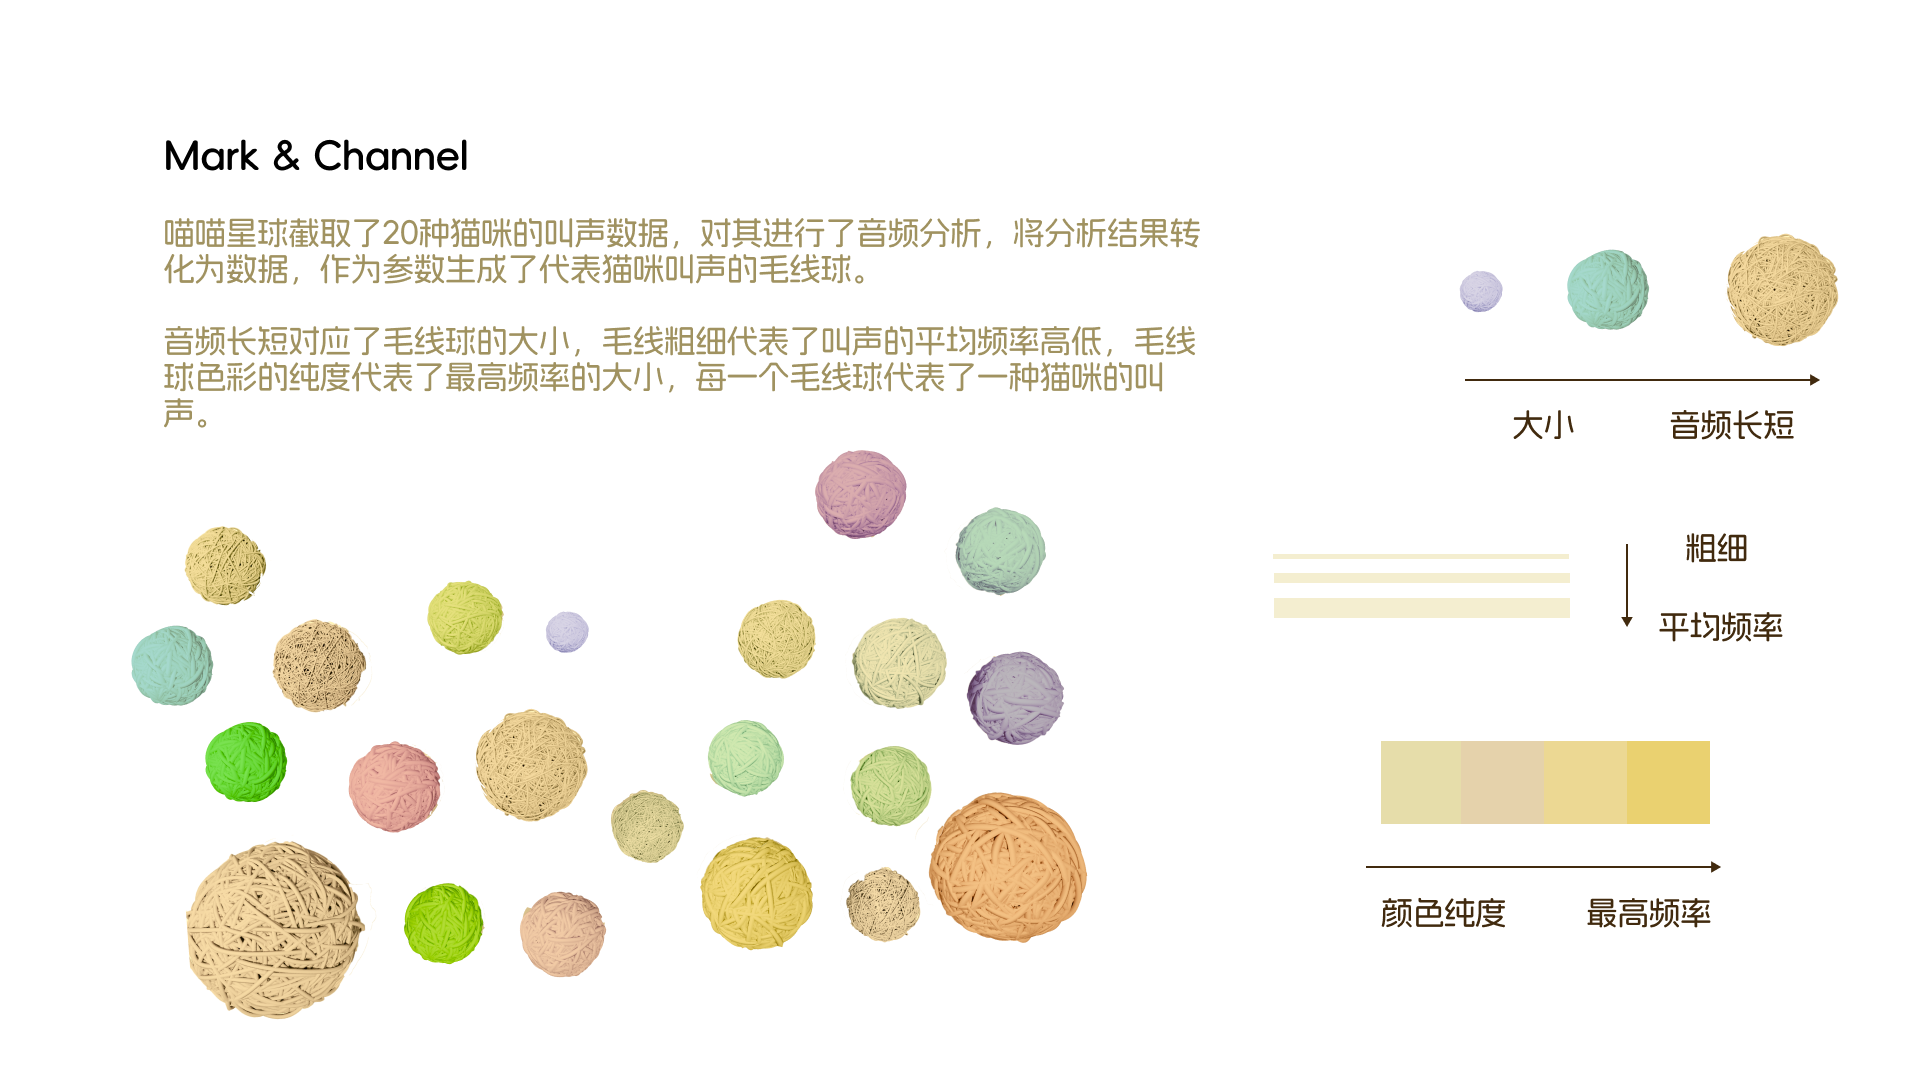 Mark & Channel
喵喵星球截取了20种猫咪的叫声数据，对其进行了音频分析，将分析结果转
化为数据，作为参数生成了代表猫咪叫声的毛线球。
音频长短对应了毛线球的大小，毛线粗细代表了叫声的平均频率高低，毛线
球色彩的纯度代表了最高频率的大小，每一个毛线球代表了一种猫咪的叫
声。
大小 音频长短
粗细
平均频率
颜色纯度 最高频率